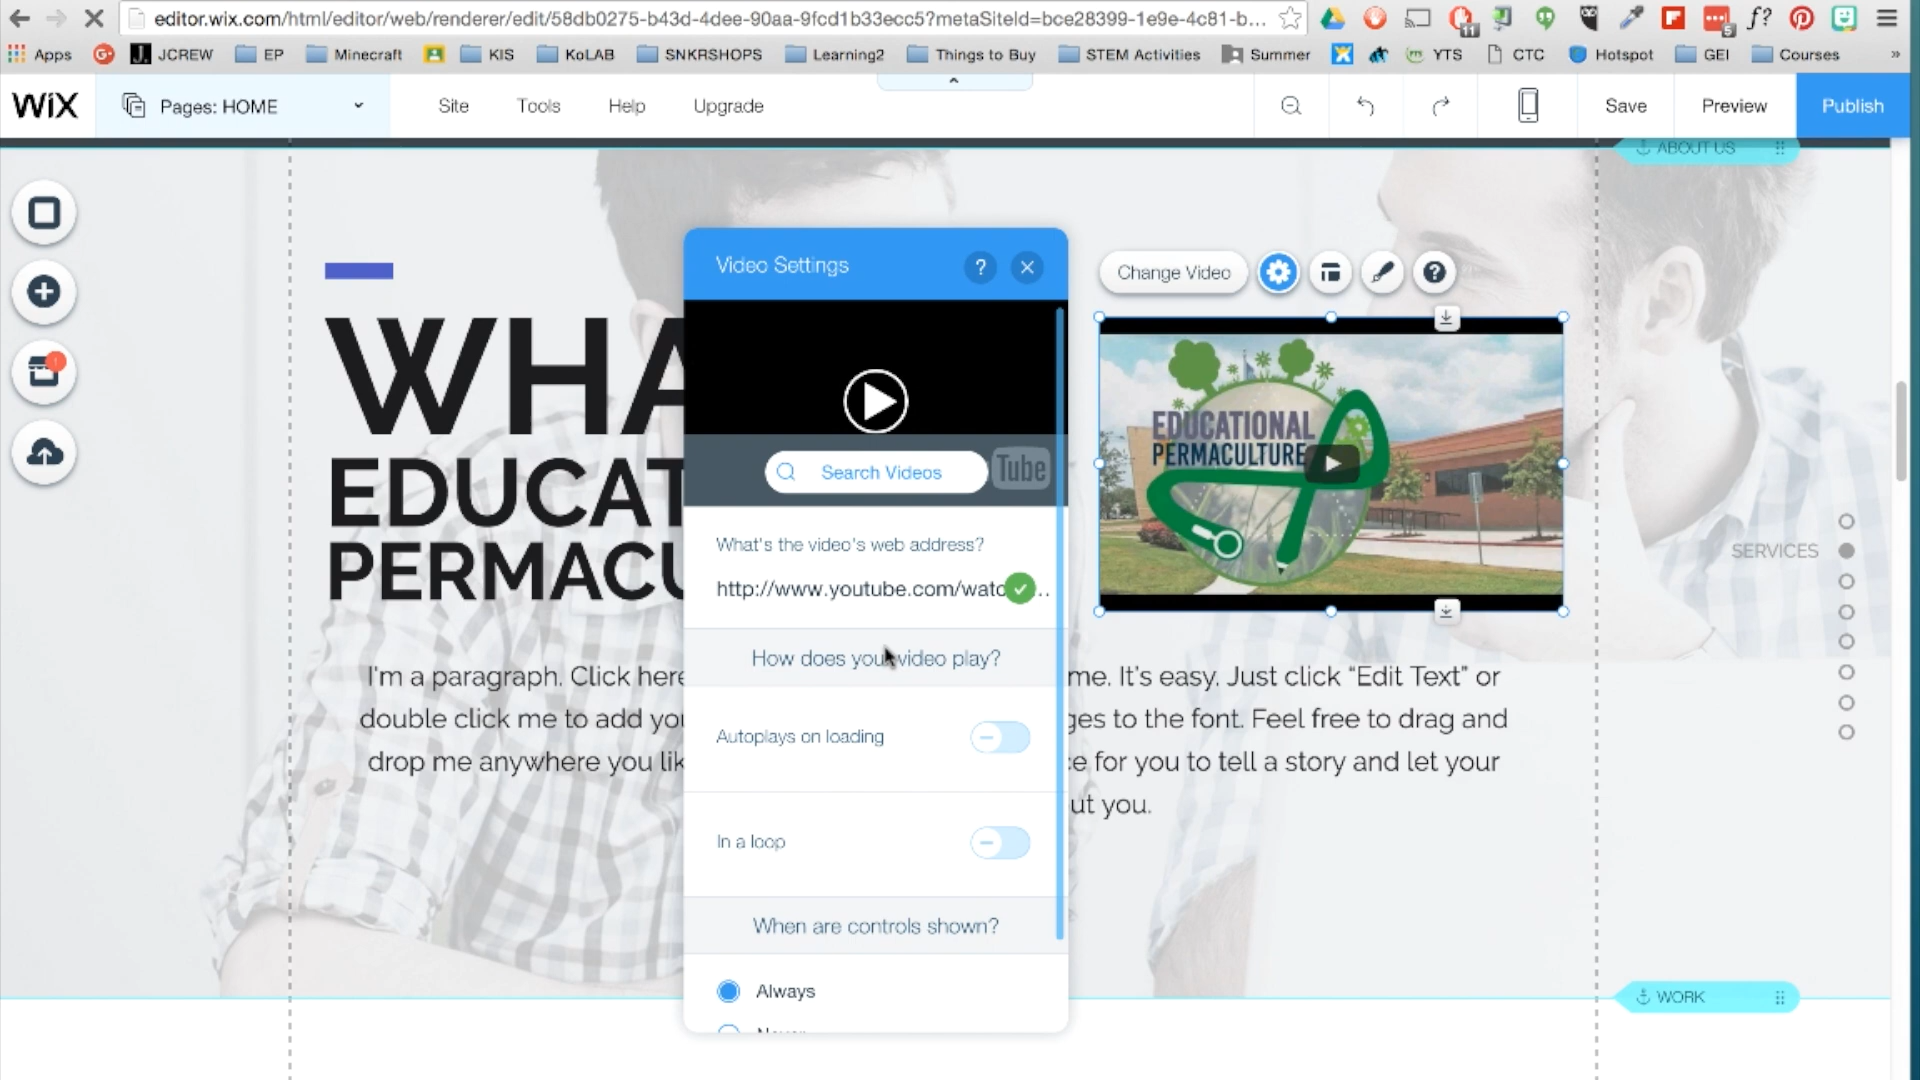 editor.wix.com/html/editor/web/renderer/edit/58db0275-b43d-4dee-90aa-9fcd1b33ecc5?metaSiteId=bce28399-1e9e-4c81-b...
11
5
f?
Apps
G+
J.
JCREW
EP
Minecraft
KIS
KoLAB
SNKRSHOPS
Learning2
Things to Buy
STEM Activities
Summer
YTS
CTC
Hotspot
GEI
Courses
»
WiX
Pages: HOME
Site
Tools
Help
Upgrade
Save
Preview
Publish
ABOUT US
Video Settings
?
Change Video
?
WHA
EDUCAT
PERMACU
Search Videos
Tube
EDUCATIONAL
PERMACULTURE
What's the video's web address?
http://www.youtube.com/watc...
SERVICES
How does your video play?
I'm a paragraph. Click here me. It's easy. Just click “Edit Text” or
double click me to add you ges to the font. Feel free to drag and
drop me anywhere you lik ce for you to tell a story and let your
ut you.
Autoplays on loading
In a loop
When are controls shown?
Always
WORK